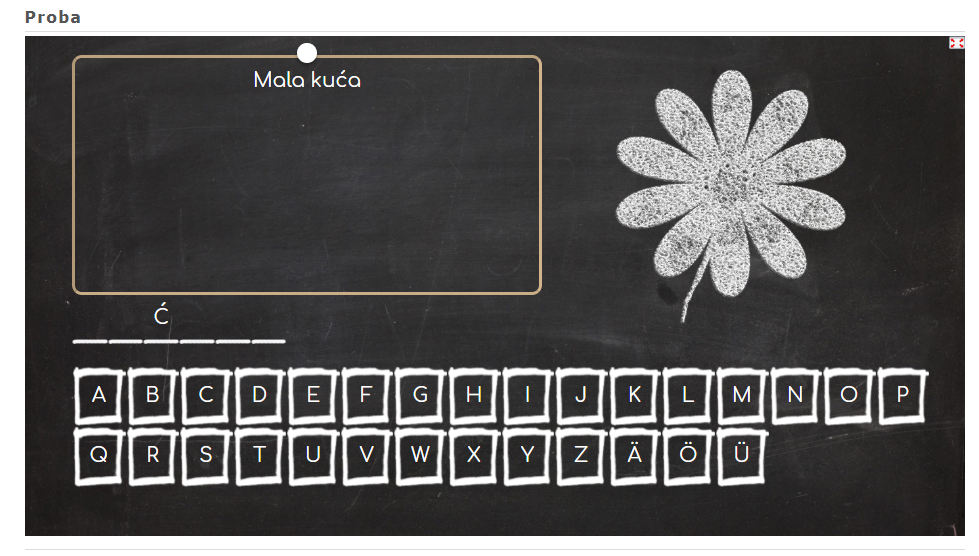 Proba
Mala kuća
Ć
A B C D E F G H I J K L M N O P
Q R S T U V W X Y Z Ä Ö Ü